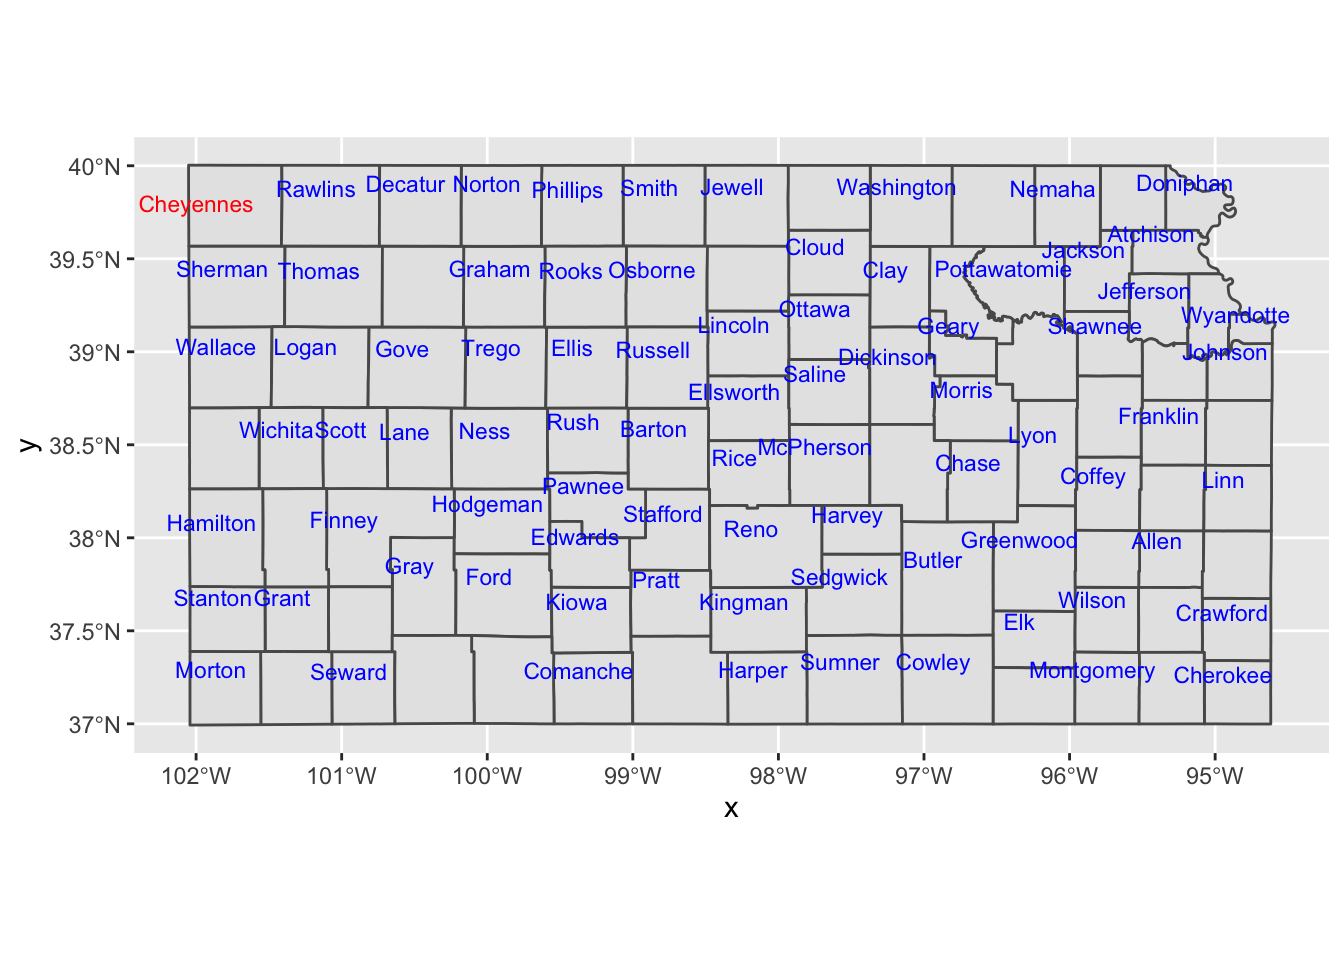 40°N
Cheyennes
Rawlins
Decatur
Norton
Phillips
Smith
Jewell
Washington
Nemaha
Doniphan
39.5°N
Sherman
Thomas
Graham
Rooks
Osborne
Cloud
Clay
Pottawatomie
Jackson
Atchison
Jefferson
Wyandotte
Ottawa
Lincoln
Geary
Shawnee
39°N
Wallace
Logan
Gove
Trego
Ellis
Russell
Dickinson
Johnson
Saline
Ellsworth
Morris
y
38.5°N
Wichita
Scott
Lane
Ness
Rush
Barton
McPherson
Rice
Chase
Lyon
Franklin
Coffey
Linn
Pawnee
Hodgeman
Stafford
38°N
Hamilton
Finney
Edwards
Reno
Harvey
Greenwood
Allen
Gray
Ford
Pratt
Sedgwick
Butler
37.5°N
Stanton
Grant
Kiowa
Kingman
Wilson
Elk
Crawford
Morton
Seward
Comanche
Harper
Sumner
Cowley
Montgomery
Cherokee
37°N
102°W
101°W
100°W
99°W
98°W
97°W
96°W
95°W
x